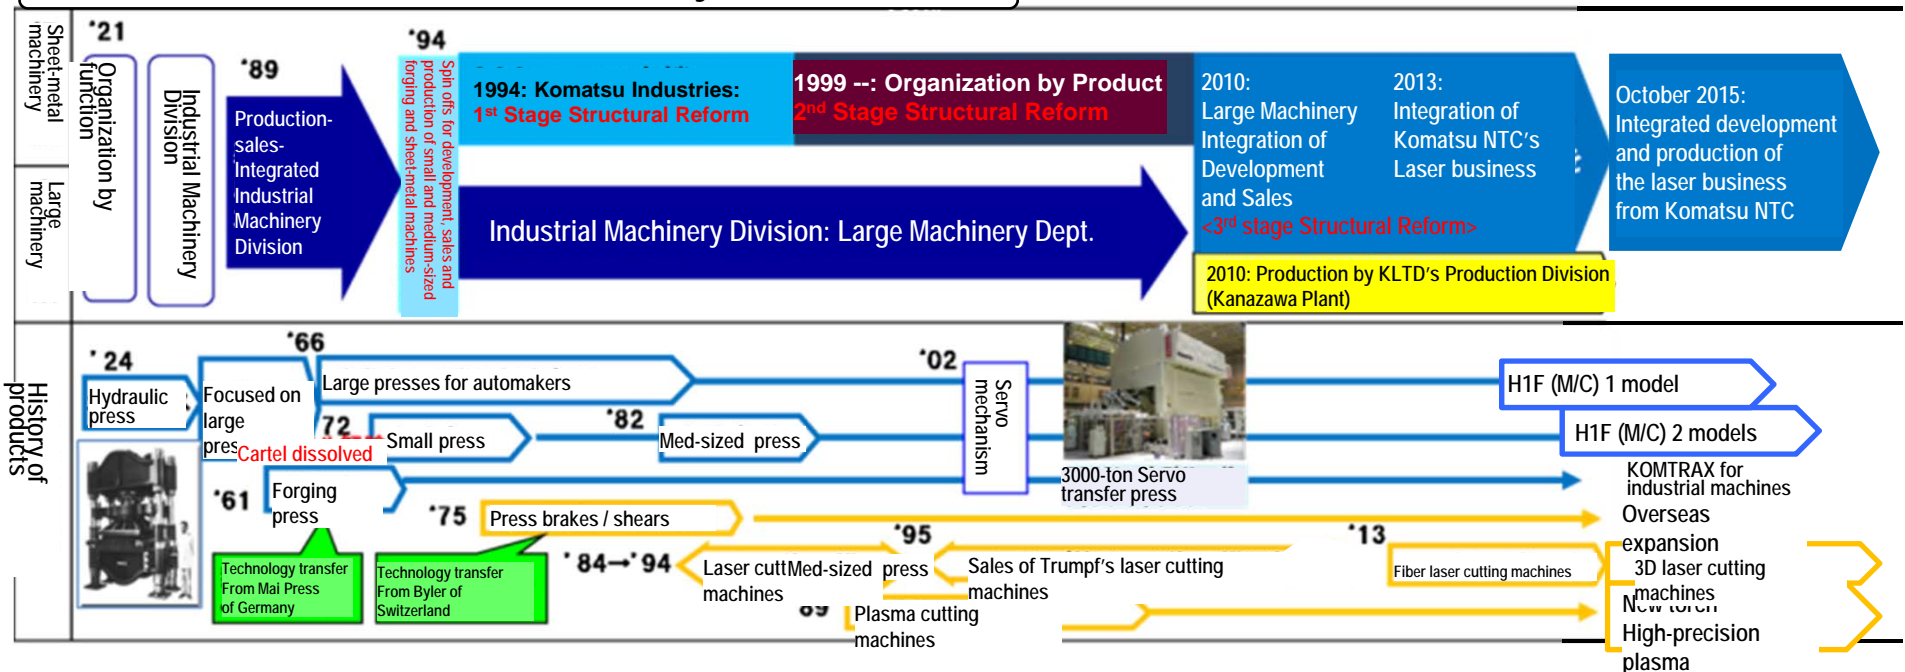 '21
'89
'94
Sheet-metal
machinery
Large
machinery
Organization by
function
Industrial Machinery
Division
Production-
sales-
Integrated
Industrial
Machinery
Division
Spin offs for development, sales and
production of small and medium-sized
forging and sheet-metal machines
1994: Komatsu Industries:
1st Stage Structural Reform
1999 --: Organization by Product
2nd Stage Structural Reform
Industrial Machinery Division: Large Machinery Dept.
2010:
Large Machinery
Integration of
Development
and Sales
<3rd stage Structural Reform>
2013:
Integration of
Komatsu NTC's
Laser business
October 2015:
Integrated development
and production of
the laser business
from Komatsu NTC
2010: Production by KLTD's Production Division
(Kanazawa Plant)
History of
products
'24
Hydraulic
press
Focused on
large
'66
Large presses for automakers
72
Small press
Cartel dissolved
'82
Med-sized press
'02
Servo
mechanism
3000-ton Servo
transfer press
H1F (M/C) 1 model
H1F (M/C) 2 models
'61
Forging
press
KOMTRAX for
industrial machines
'75
Press brakes / shears
Overseas
expansion
Technology transfer
From Mai Press
of Germany
Technology transfer
From Byler of
Switzerland
'84→'94
Laser cutt
machines
Med-sized press
'95
Sales of Trumpf's laser cutting
machines
'13
Fiber laser cutting machines
3D laser cutting
machines
89
Plasma cutting
machines
New torch
High-precision
plasma